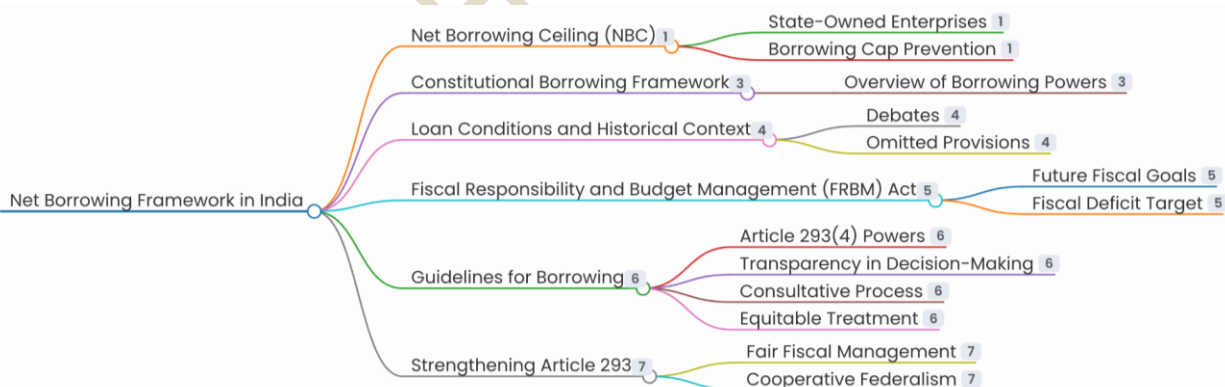 Net Borrowing Framework in India
Net Borrowing Ceiling (NBC) 1
State-Owned Enterprises 1
Borrowing Cap Prevention 1
Constitutional Borrowing Framework 3
Overview of Borrowing Powers 3
Loan Conditions and Historical Context 4
Debates 4
Omitted Provisions 4
Fiscal Responsibility and Budget Management (FRBM) Act 5
Future Fiscal Goals 5
Fiscal Deficit Target 5
Guidelines for Borrowing 6
Article 293(4) Powers 6
Transparency in Decision-Making 6
Consultative Process 6
Equitable Treatment 6
Strengthening Article 293 7
Fair Fiscal Management 7
Cooperative Federalism 7